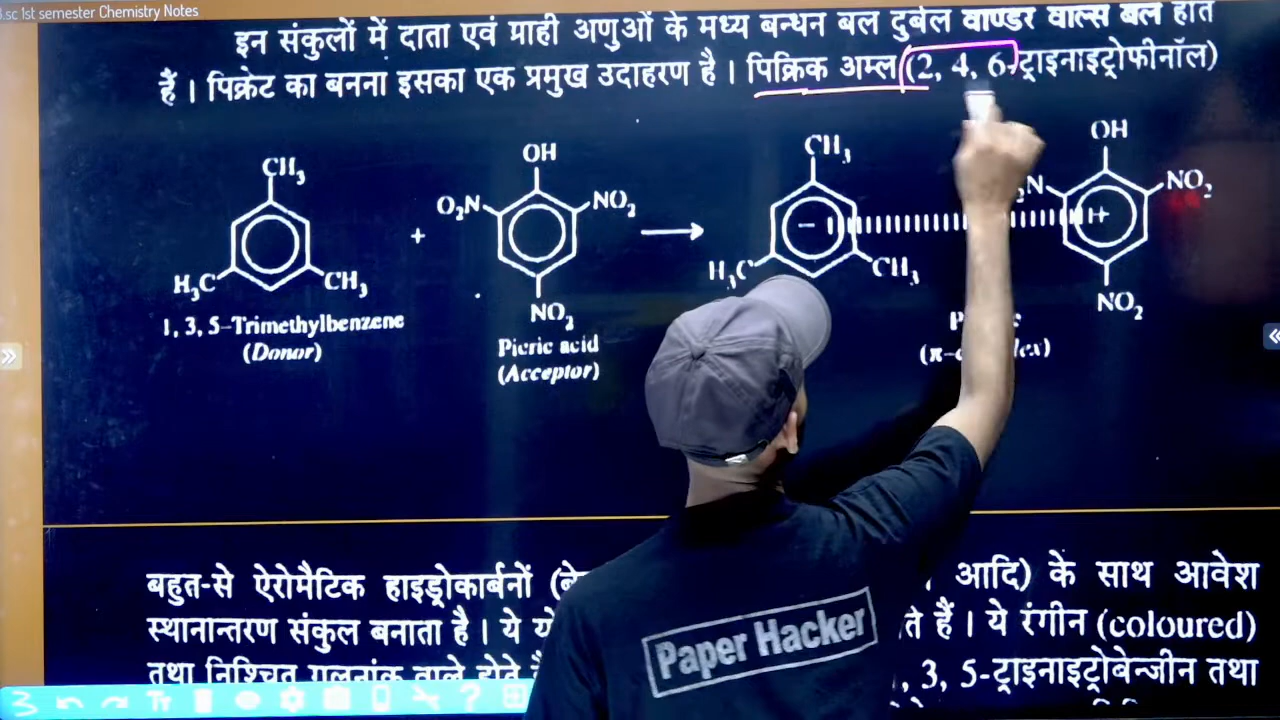 B.sc 1st semester Chemistry Notes
इन संकुलों में दाता एवं ग्राही अणुओं के मध्य बन्धन बल दुर्बल वाण्डर वाल्स बल होते
हैं । पिक्रेट का बनना इसका एक प्रमुख उदाहरण है । पिक्रिक अम्ल (2, 4, 6-ट्राइनाइट्रोफीनॉल)
CH3 OH CH3 OH
O2N NO2 NO2
+ − +
H3C CH3 NO2 H3C CH3 NO2
1, 3, 5-Trimethylbenzene
(Donor)
Picric acid
(Acceptor)
बहुत-से ऐरोमैटिक हाइड्रोकार्बनों आदि) के साथ आवेश
स्थानान्तरण संकुल बनाता है । ये हैं । ये रंगीन (coloured)
तथा निश्चित गलनांक वाले होते 3, 5-ट्राइनाइट्रोबेन्जीन तथा
Paper Hacker